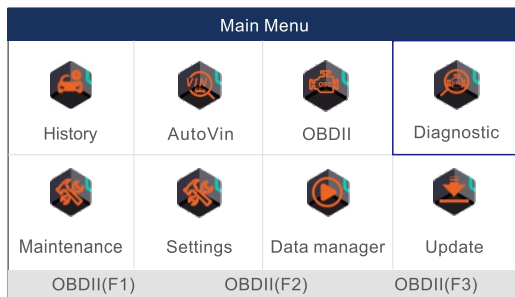 Main Menu
History AutoVin OBDII Diagnostic
Maintenance Settings Data manager Update
OBDII(F1) OBDII(F2) OBDII(F3)